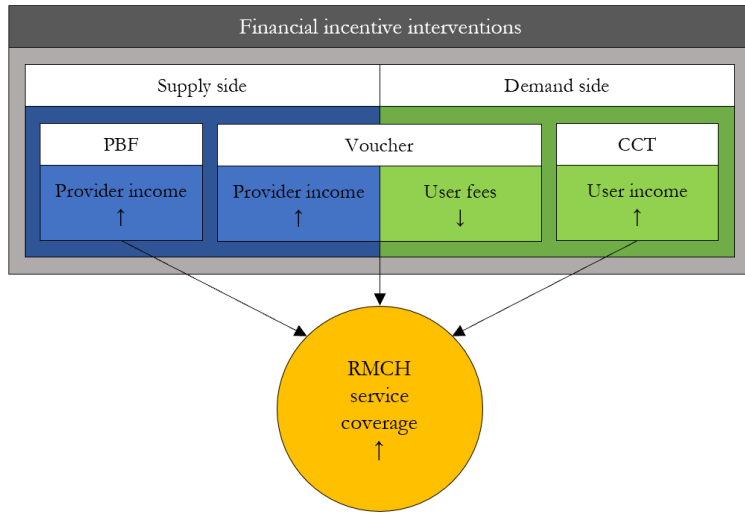 Financial incentive interventions
Supply side
Demand side
PBF
Voucher
CCT
Provider income
↑
Provider income
↑
User fees
↓
User income
↑
RMCH
service
coverage
↑